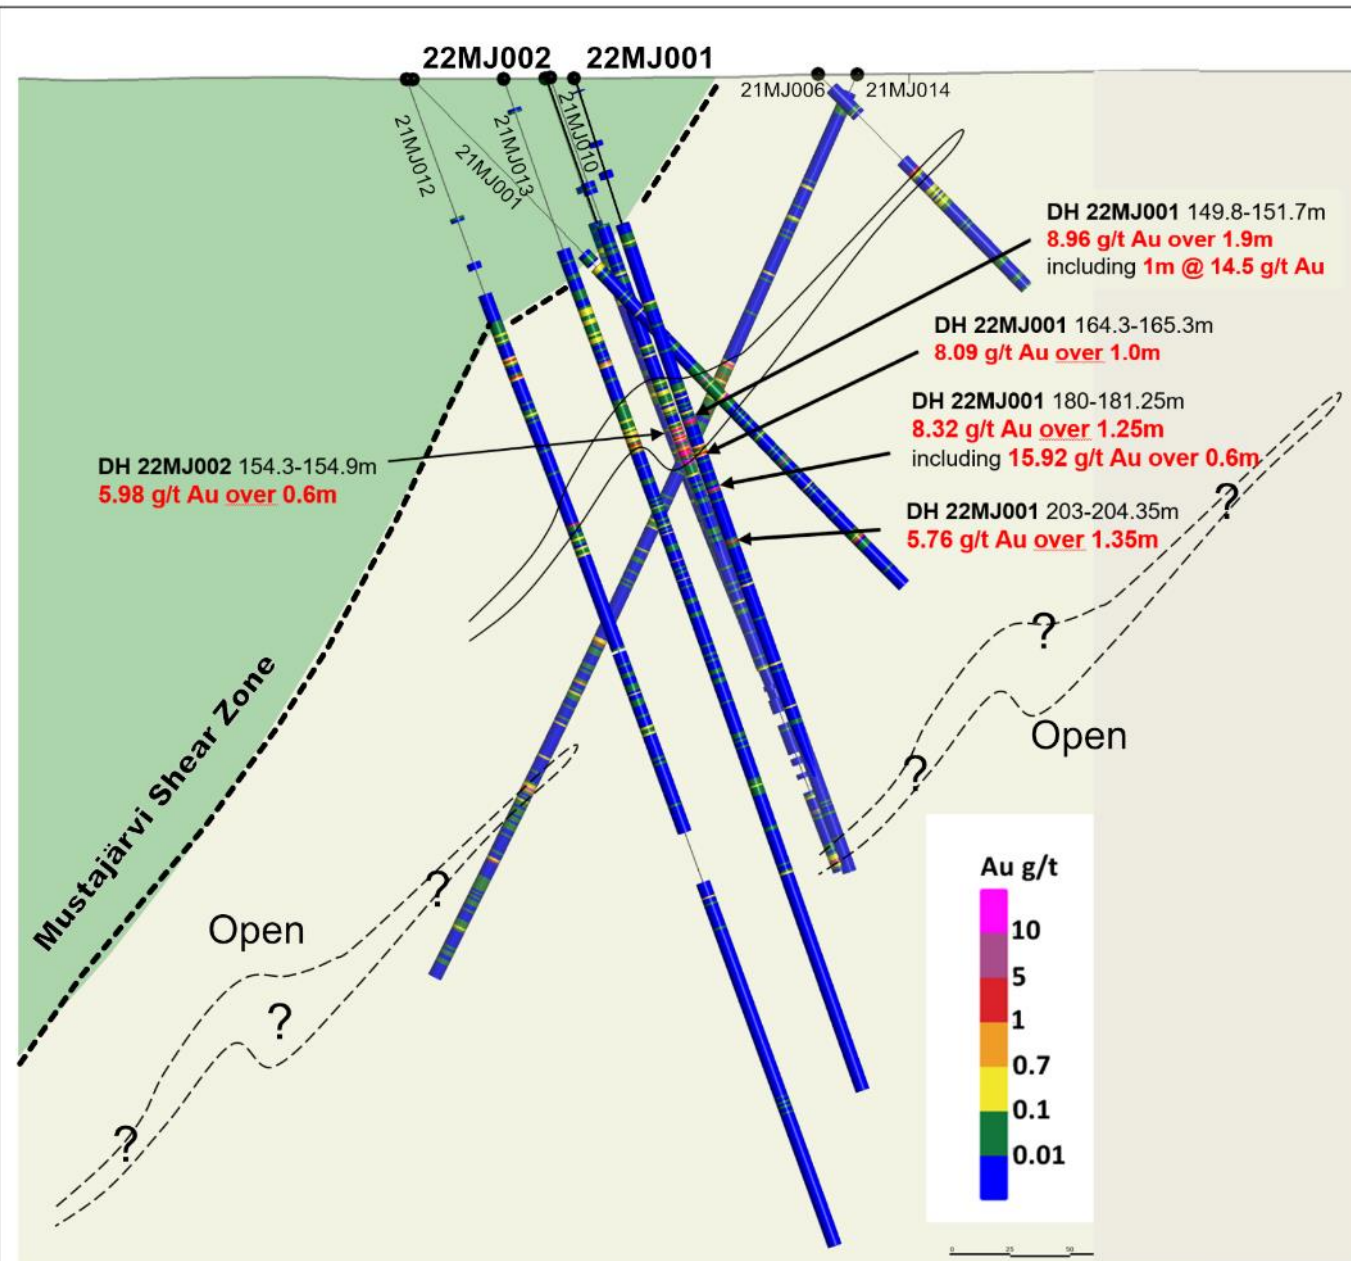 22MJ002 22MJ001
21MJ006 21MJ014
21MJ012
21MJ001
21MJ013
21MJ010
DH 22MJ001 149.8-151.7m
8.96 g/t Au over 1.9m
including 1m @ 14.5 g/t Au
DH 22MJ001 164.3-165.3m
8.09 g/t Au over 1.0m
DH 22MJ001 180-181.25m
8.32 g/t Au over 1.25m
including 15.92 g/t Au over 0.6m
DH 22MJ002 154.3-154.9m
5.98 g/t Au over 0.6m
DH 22MJ001 203-204.35m
5.76 g/t Au over 1.35m
?
?
?
Open
Mustajärvi Shear Zone
Open
?
?
?
Au g/t
10
5
1
0.7
0.1
0.01
0 25 50